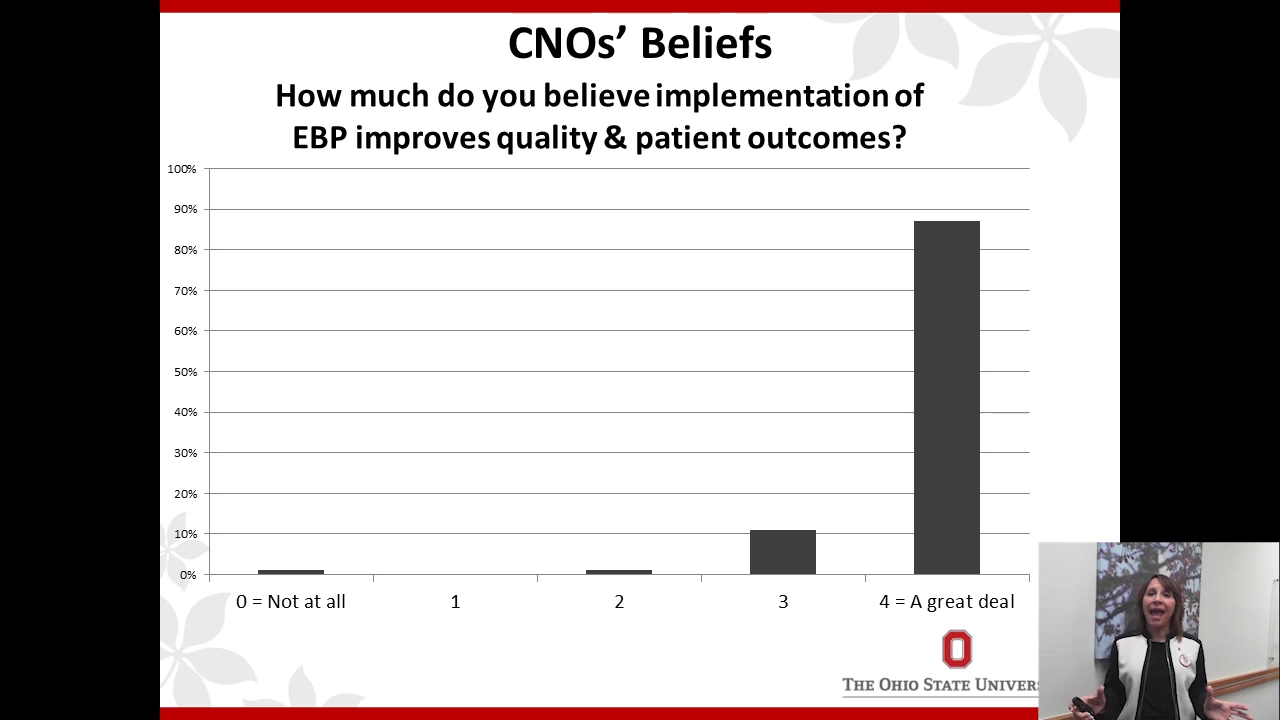 CNOs’ Beliefs
How much do you believe implementation of
EBP improves quality & patient outcomes?
100%
90%
80%
70%
60%
50%
40%
30%
20%
10%
0%
0 = Not at all 1 2 3 4 = A great deal
THE OHIO STATE